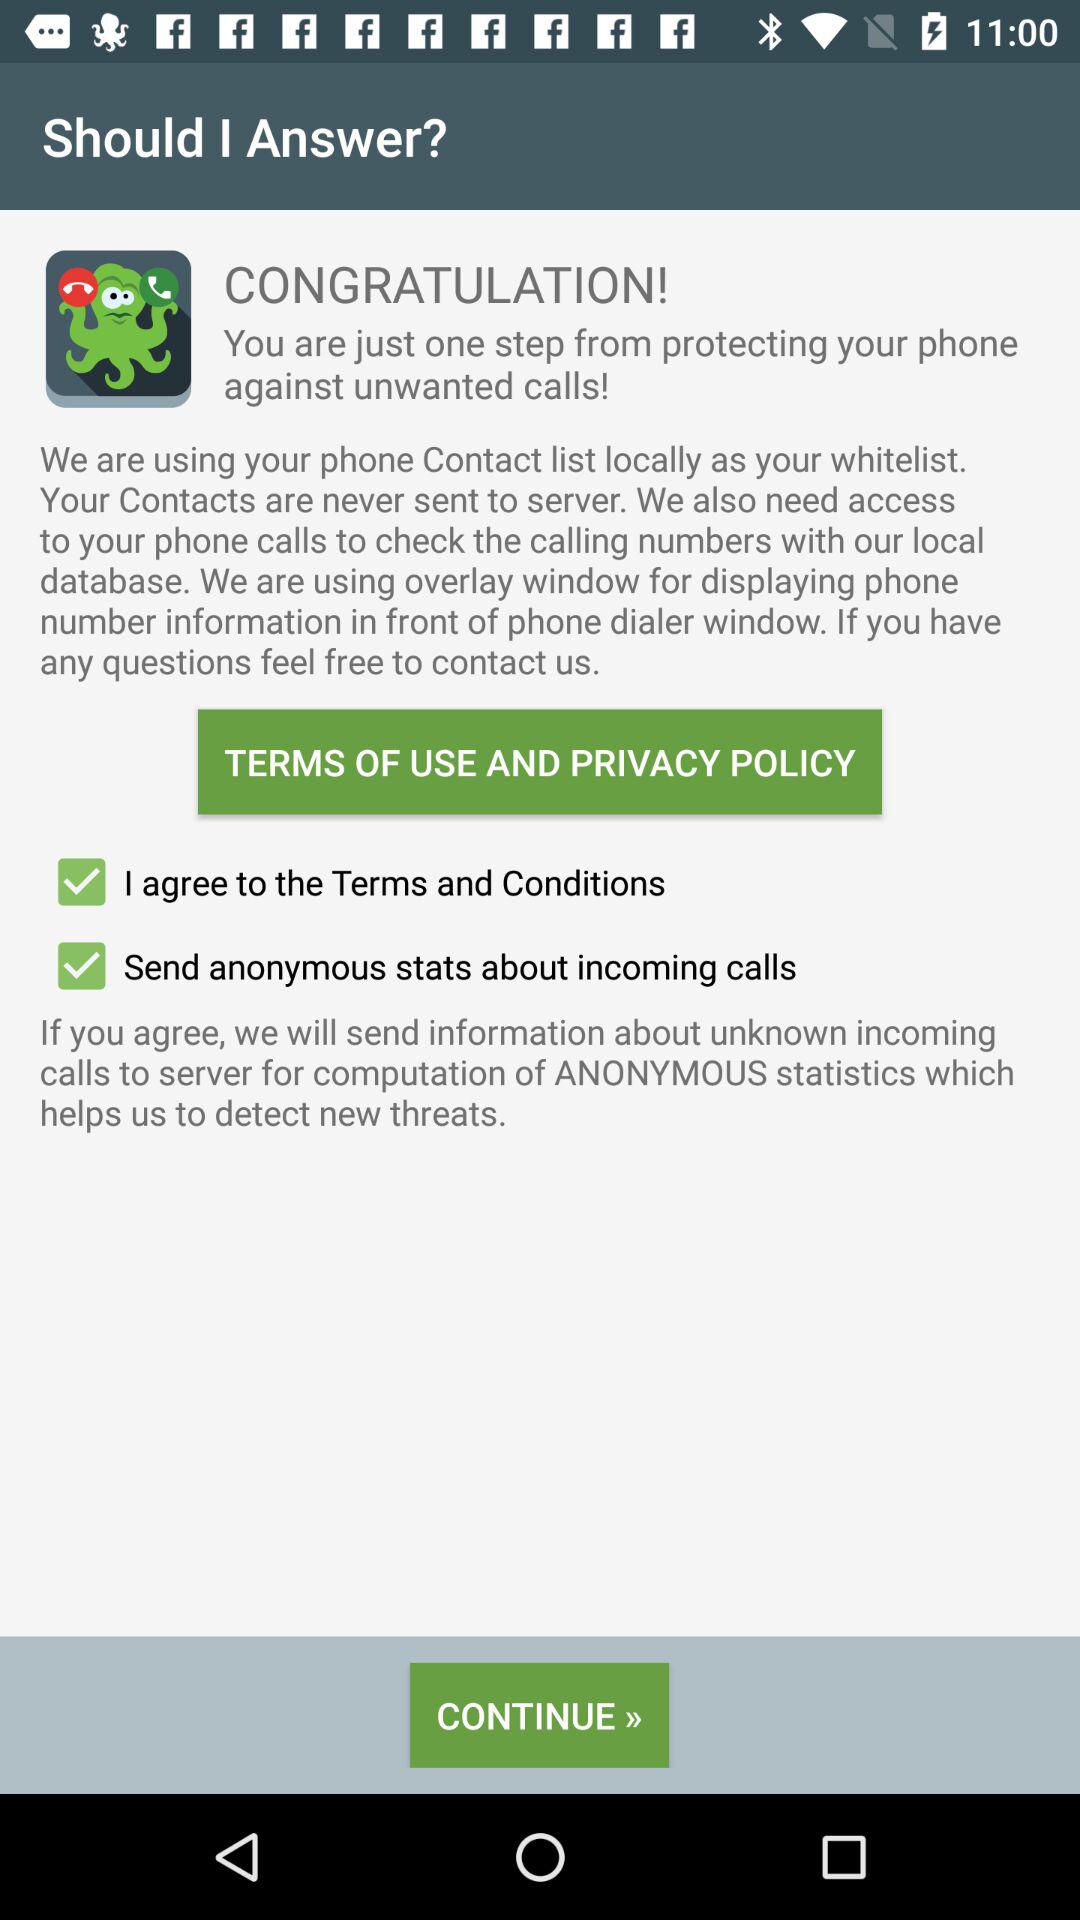 11:00
Should I Answer?
CONGRATULATION!
You are just one step from protecting your phone
against unwanted calls!
We are using your phone Contact list locally as your whitelist.
Your Contacts are never sent to server. We also need access
to your phone calls to check the calling numbers with our local
database. We are using overlay window for displaying phone
number information in front of phone dialer window. If you have
any questions feel free to contact us.
TERMS OF USE AND PRIVACY POLICY
I agree to the Terms and Conditions
Send anonymous stats about incoming calls
If you agree, we will send information about unknown incoming
calls to server for computation of ANONYMOUS statistics which
helps us to detect new threats.
CONTINUE »